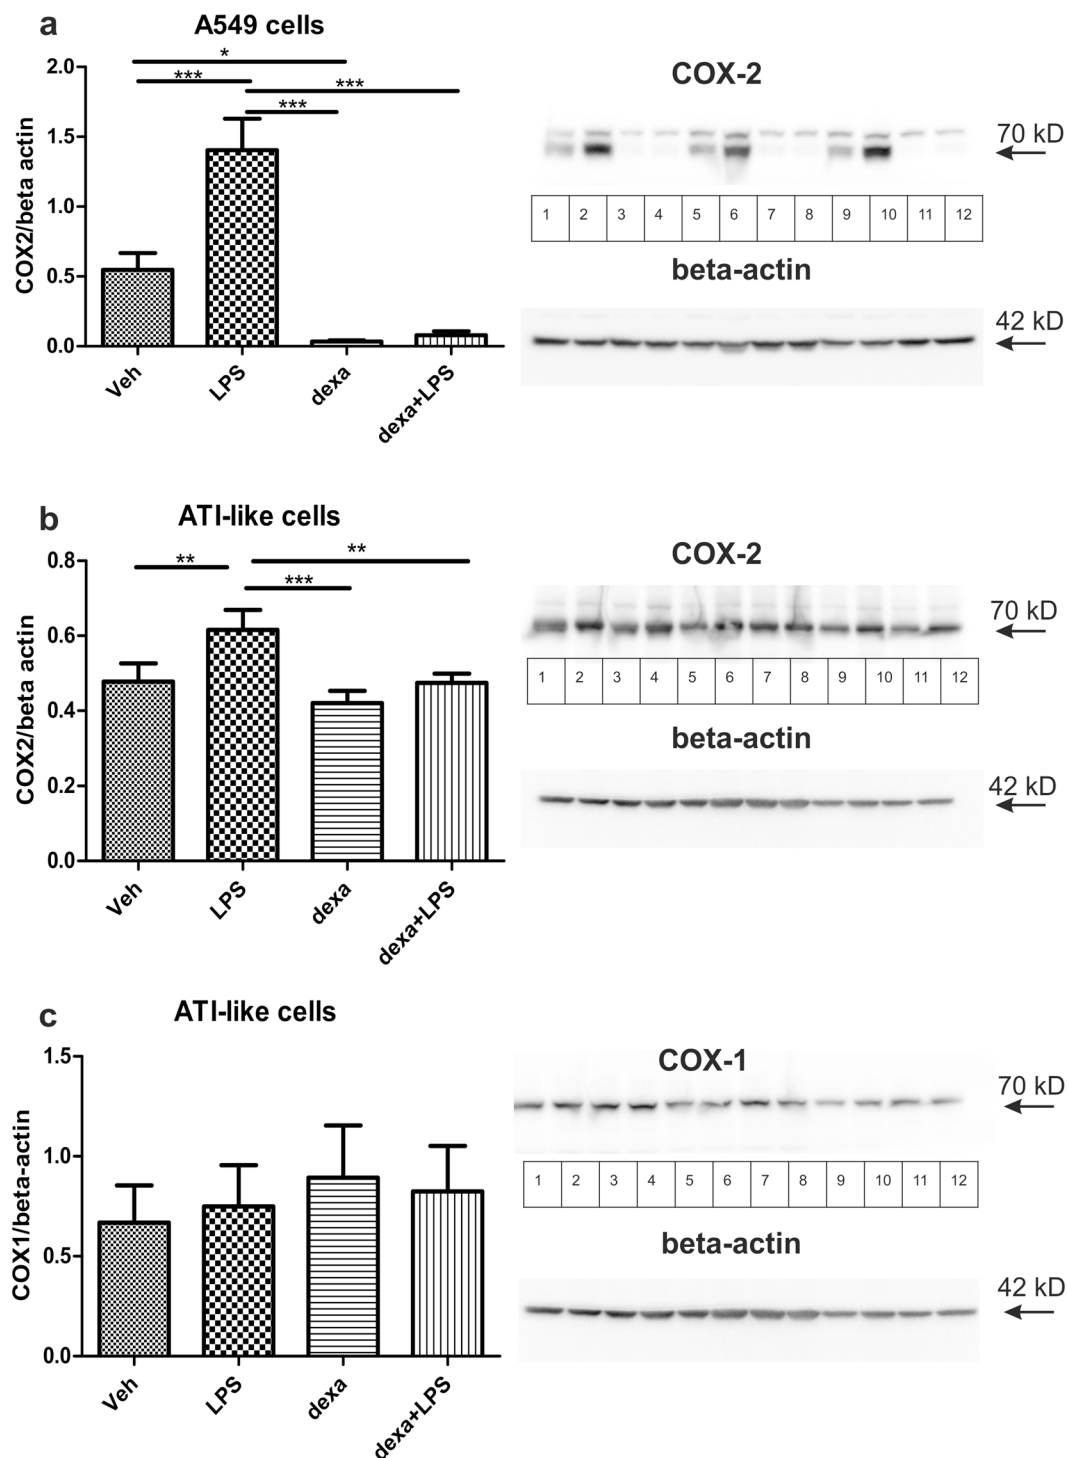 a
A549 cells
COX2/beta actin
2.0
1.5
1.0
0.5
0.0
*
***
***
***
Veh
LPS
dexa
dexa+LPS
COX-2
70 kD
1 2 3 4 5 6 7 8 9 10 11 12
beta-actin
42 kD
b
ATI-like cells
COX2/beta actin
0.8
0.6
0.4
0.2
0.0
**
**
***
Veh
LPS
dexa
dexa+LPS
COX-2
70 kD
1 2 3 4 5 6 7 8 9 10 11 12
beta-actin
42 kD
c
ATI-like cells
COX1/beta-actin
1.5
1.0
0.5
0.0
Veh
LPS
dexa
dexa+LPS
COX-1
70 kD
1 2 3 4 5 6 7 8 9 10 11 12
beta-actin
42 kD